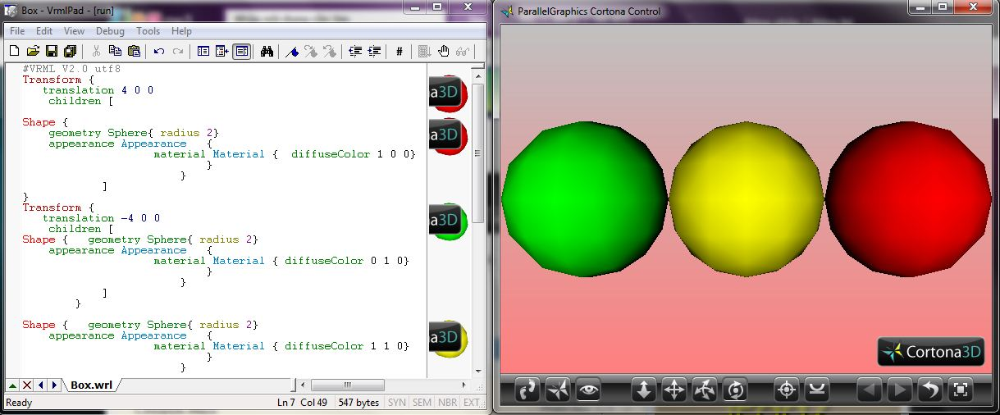 Box - VrmlPad - [run]
File Edit View Debug Tools Help
#VRML V2.0 utf8
Transform {
translation 4 0 0
children [
Shape {
geometry Sphere{ radius 2}
appearance Appearance {
material Material { diffuseColor 1 0 0}
}
}
]
}
Transform {
translation -4 0 0
children [
Shape { geometry Sphere{ radius 2}
appearance Appearance {
material Material { diffuseColor 0 1 0}
}
}
]
}
Shape { geometry Sphere{ radius 2}
appearance Appearance {
material Material { diffuseColor 1 1 0}
}
}
na3D
na3D
na3D
na3D
Box.wrl
Ready
Ln 7 Col 49 547 bytes SYN SEM NBR EXT
ParallelGraphics Cortona Control
Cortona3D